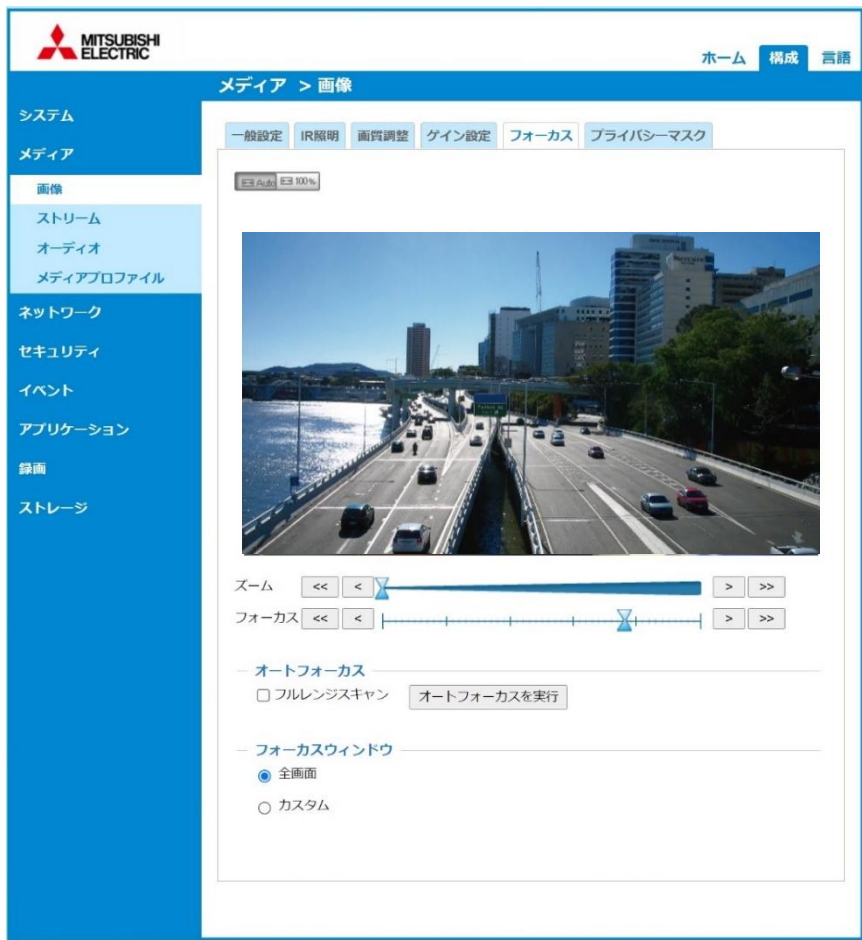 MITSUBISHI
ELECTRIC
ホーム 構成 言語
メディア > 画像
システム
メディア
画像
ストリーム
オーディオ
メディアプロファイル
ネットワーク
セキュリティ
イベント
アプリケーション
録画
ストレージ
一般設定 IR照明 画質調整 ゲイン設定 フォーカス プライバシーマスク
Auto 100%
ズーム << < > >>
フォーカス << < > >>
オートフォーカス
フルレンジスキャン オートフォーカスを実行
フォーカスウィンドウ
全画面
カスタム